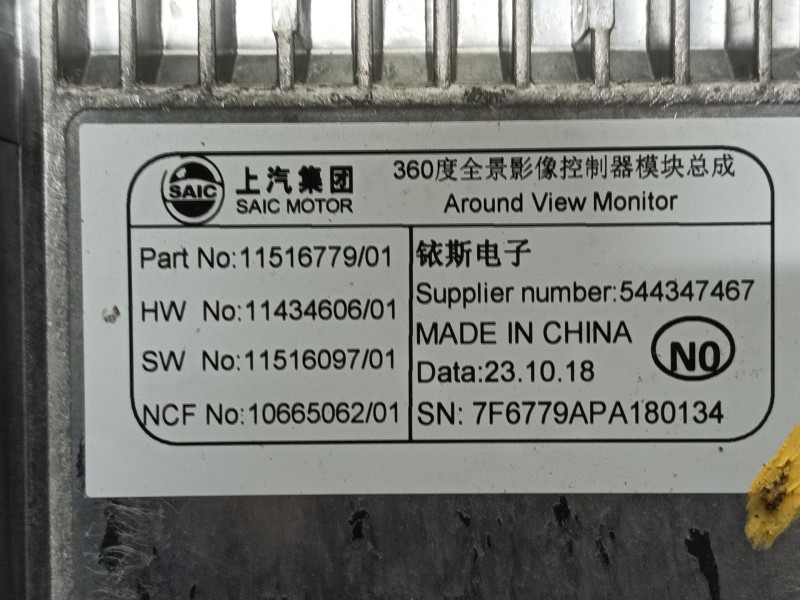 SAIC
上汽集团
SAIC MOTOR
360度全景影像控制器模块总成
Around View Monitor
Part No:11516779/01
HW No:11434606/01
SW No:11516097/01
NCF No:10665062/01
铱斯电子
Supplier number:544347467
MADE IN CHINA
Data:23.10.18
N0
SN: 7F6779APA180134